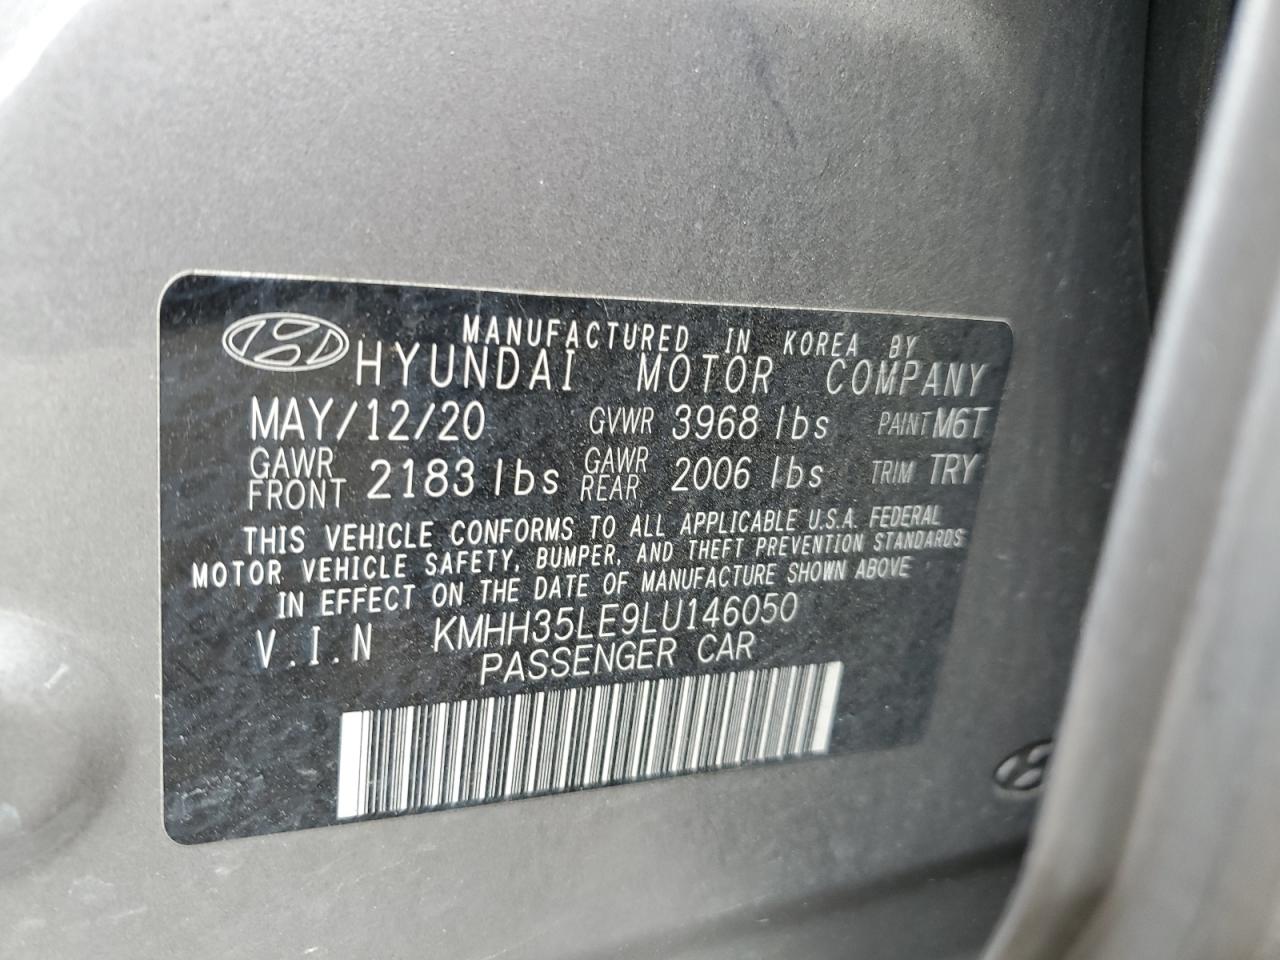 MANUFACTURED IN KOREA BY
HYUNDAI MOTOR COMPANY
MAY/12/20 GVWR 3968 lbs PAINT M6T
GAWR FRONT 2183 lbs GAWR REAR 2006 lbs TRIM TRY
THIS VEHICLE CONFORMS TO ALL APPLICABLE U.S.A. FEDERAL
MOTOR VEHICLE SAFETY, BUMPER, AND THEFT PREVENTION STANDARDS
IN EFFECT ON THE DATE OF MANUFACTURE SHOWN ABOVE
V.I.N KMHH35LE9LU146050
PASSENGER CAR